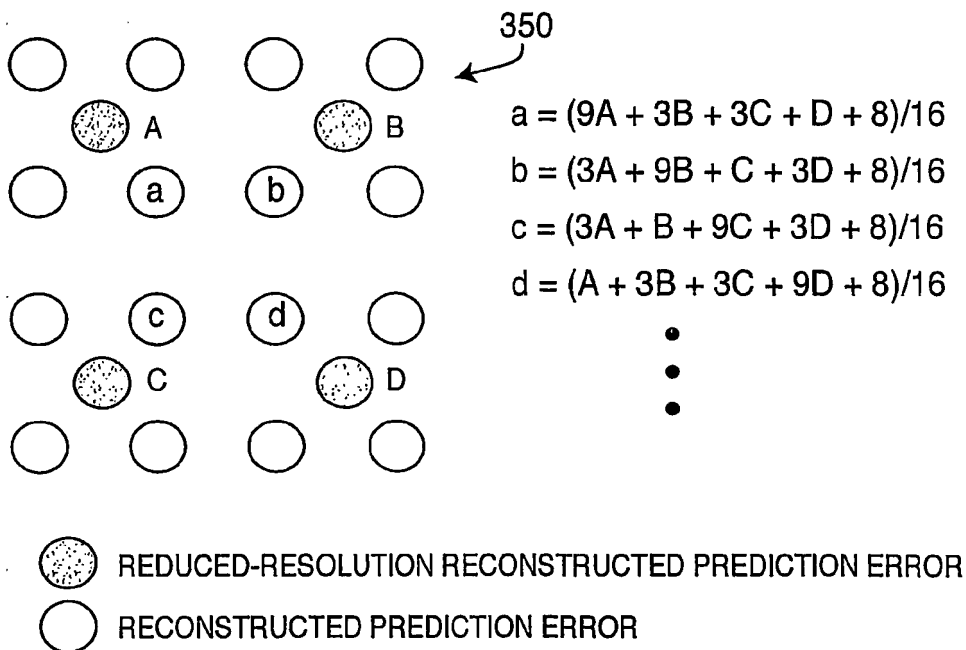 350
A B
a b
c d
C D
a = (9A + 3B + 3C + D + 8)/16
b = (3A + 9B + C + 3D + 8)/16
c = (3A + B + 9C + 3D + 8)/16
d = (A + 3B + 3C + 9D + 8)/16
REDUCED-RESOLUTION RECONSTRUCTED PREDICTION ERROR
RECONSTRUCTED PREDICTION ERROR